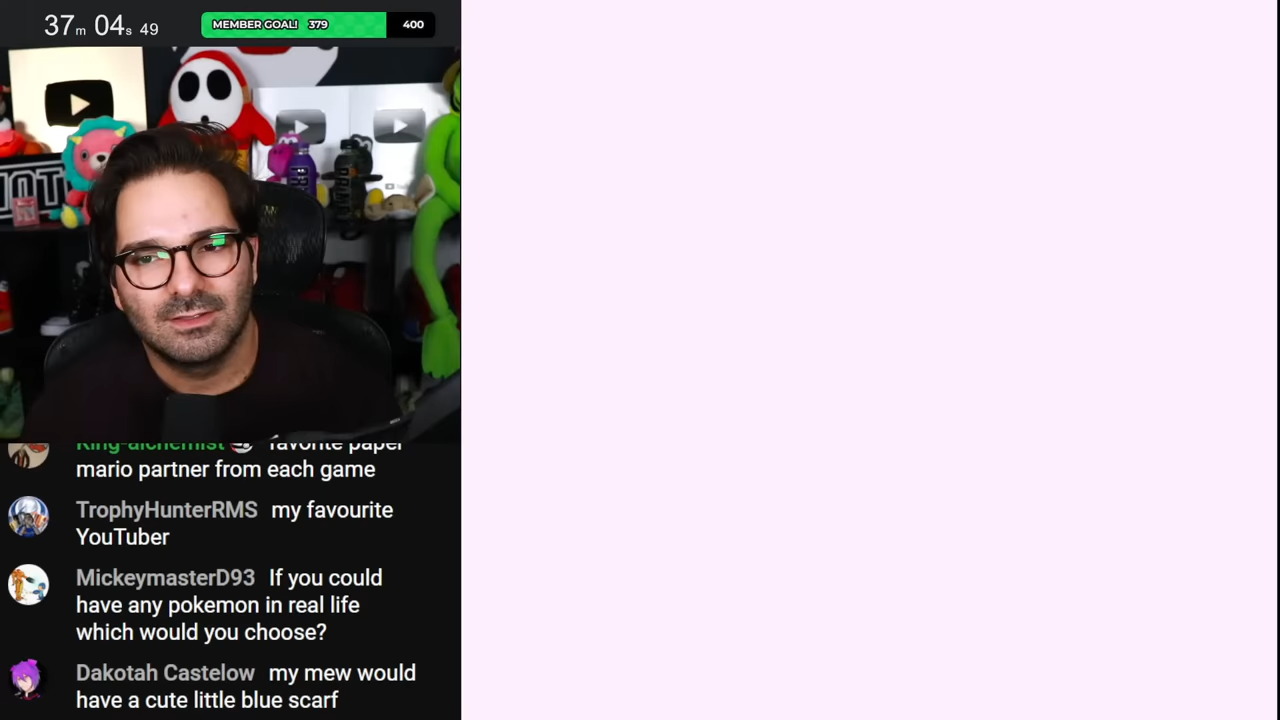 37m 04s 49
MEMBER GOAL! 379
400
King-alchemist favorite paper
mario partner from each game
TrophyHunterRMS my favourite
YouTuber
MickeymasterD93 If you could
have any pokemon in real life
which would you choose?
Dakotah Castelow my mew would
have a cute little blue scarf